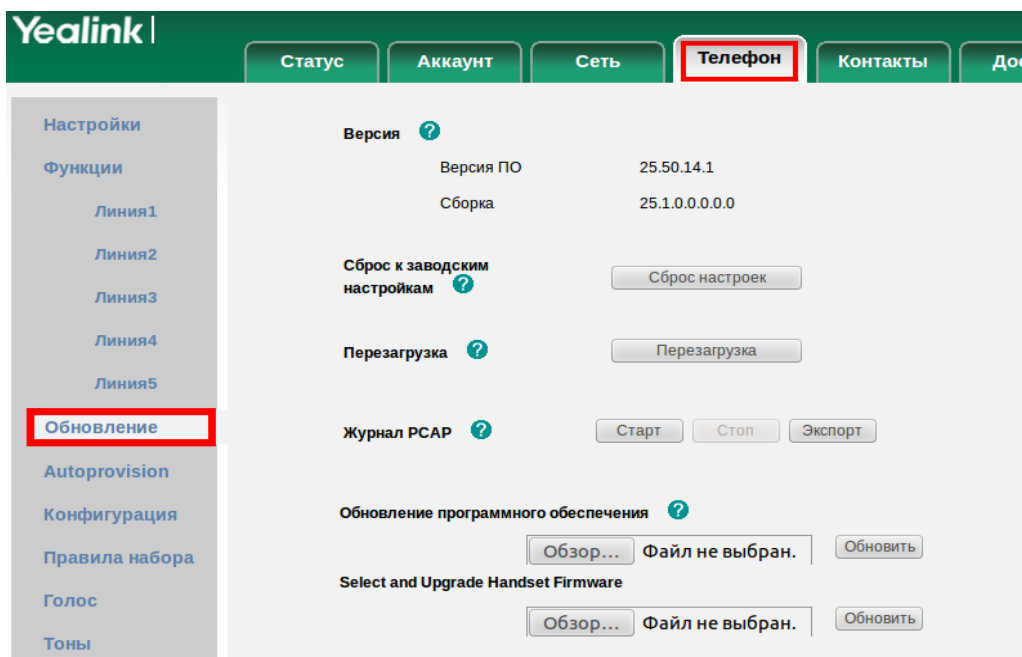 Yealink
Статус Аккаунт Сеть Телефон Контакты
Настройки
Функции
Линия1
Линия2
Линия3
Линия4
Линия5
Обновление
Autoprovision
Конфигурация
Правила набора
Голос
Тоны
Версия ?
Версия ПО 25.50.14.1
Сборка 25.1.0.0.0.0.0
Сброс к заводским
настройкам ? Сброс настроек
Перезагрузка ? Перезагрузка
Журнал PCAP ? Старт Стоп Экспорт
Обновление программного обеспечения ?
Обзор... Файл не выбран. Обновить
Select and Upgrade Handset Firmware
Обзор... Файл не выбран. Обновить